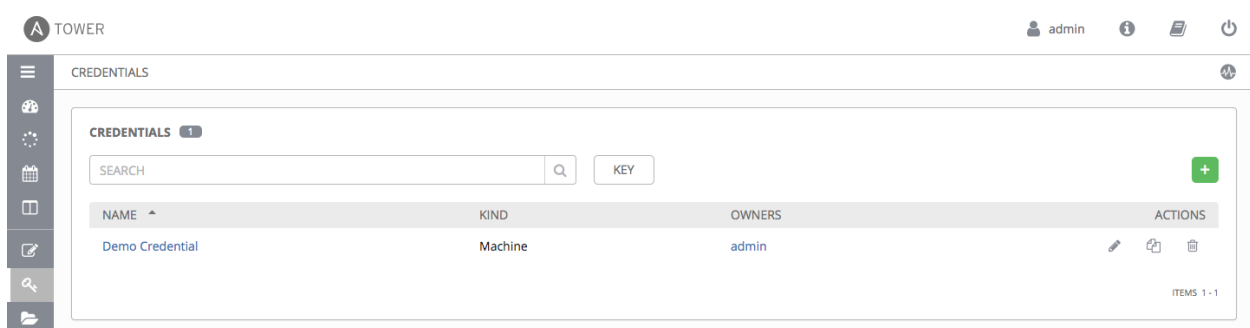 A TOWER admin
CREDENTIALS
CREDENTIALS 1
SEARCH KEY +
NAME KIND OWNERS ACTIONS
Demo Credential Machine admin
ITEMS 1 - 1